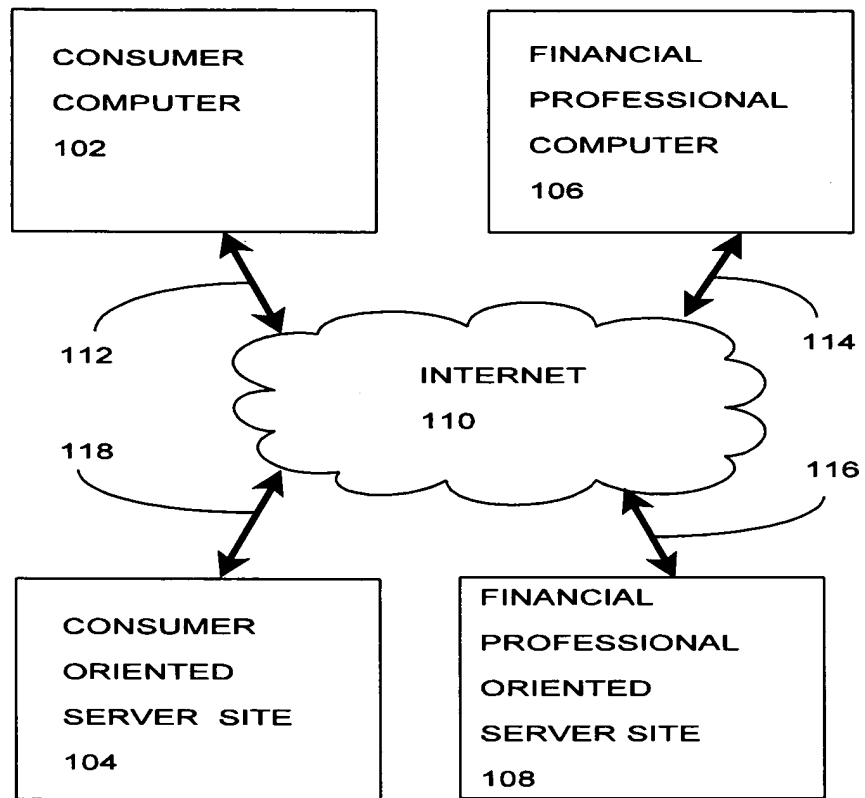 CONSUMER
COMPUTER
102
FINANCIAL
PROFESSIONAL
COMPUTER
106
112
114
INTERNET
110
118
116
CONSUMER
ORIENTED
SERVER SITE
104
FINANCIAL
PROFESSIONAL
ORIENTED
SERVER SITE
108